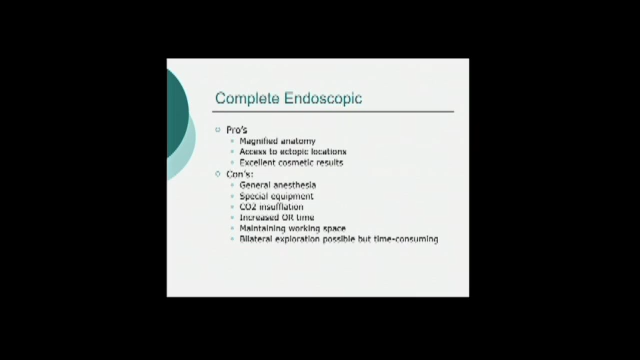 Complete Endoscopic
Pro's
Magnified anatomy
Access to ectopic locations
Excellent cosmetic results
Con's:
General anesthesia
Special equipment
CO2 insufflation
Increased OR time
Maintaining working space
Bilateral exploration possible but time-consuming